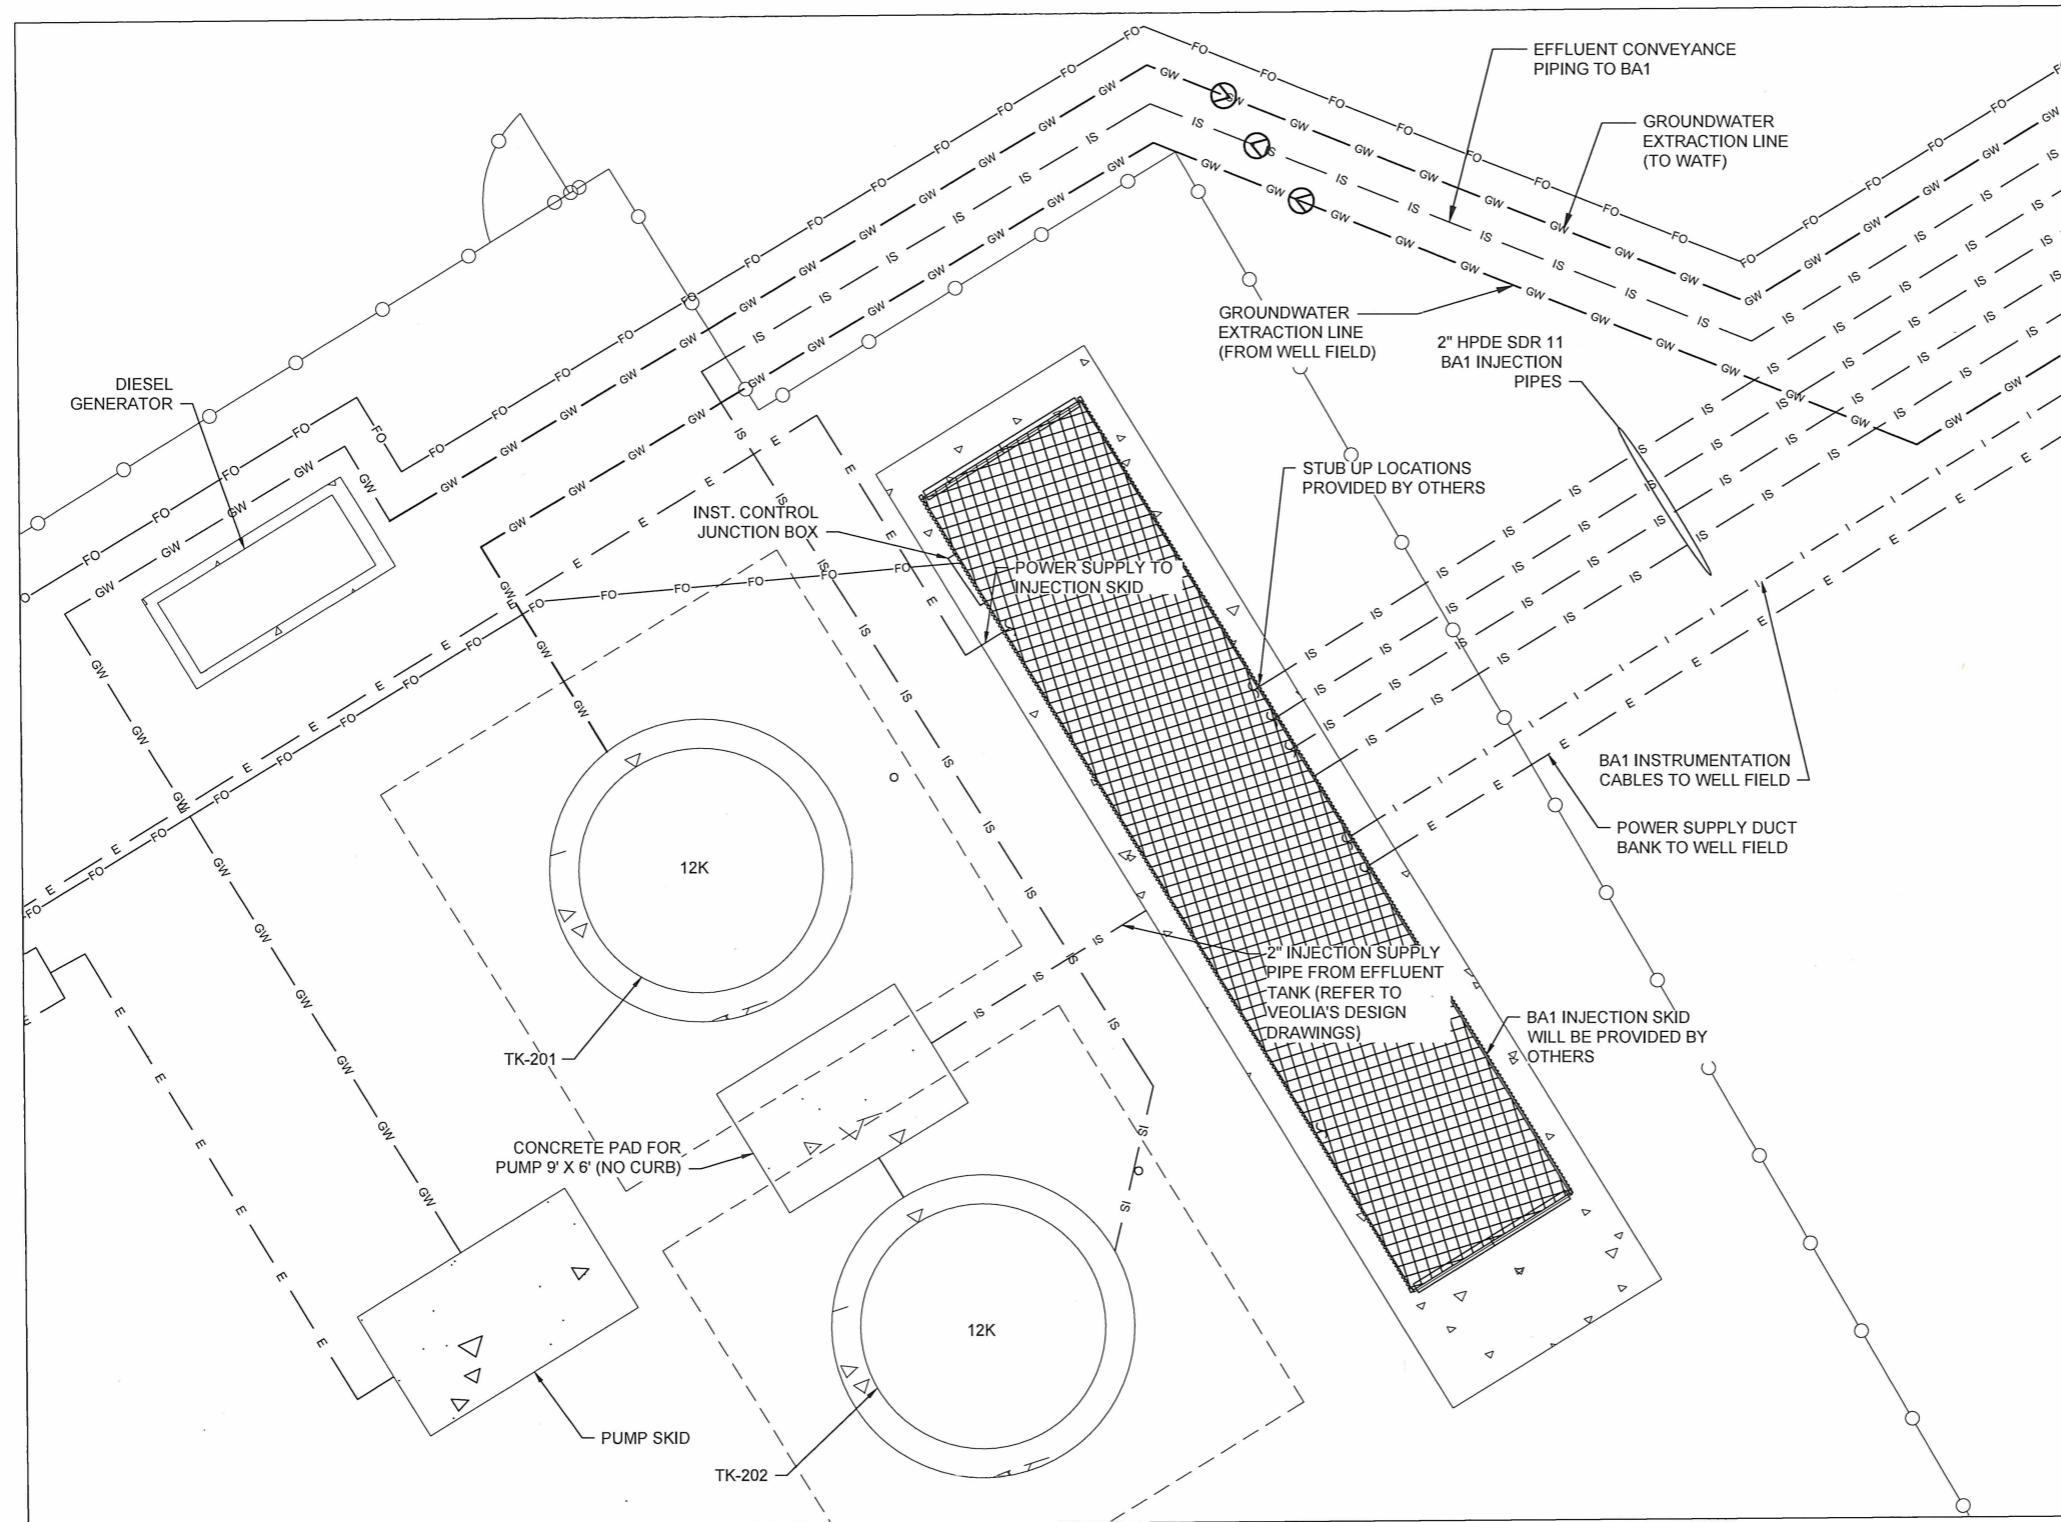 EFFLUENT CONVEYANCE
PIPING TO BA1
GROUNDWATER
EXTRACTION LINE
(TO WATF)
GROUNDWATER
EXTRACTION LINE
(FROM WELL FIELD)
2" HPDE SDR 11
BA1 INJECTION
PIPES
DIESEL
GENERATOR
STUB UP LOCATIONS
PROVIDED BY OTHERS
INST. CONTROL
JUNCTION BOX
POWER SUPPLY TO
INJECTION SKID
BA1 INSTRUMENTATION
CABLES TO WELL FIELD
POWER SUPPLY DUCT
BANK TO WELL FIELD
12K
2" INJECTION SUPPLY
PIPE FROM EFFLUENT
TANK (REFER TO
VEOLIA'S DESIGN
DRAWINGS)
BA1 INJECTION SKID
WILL BE PROVIDED BY
OTHERS
TK-201
CONCRETE PAD FOR
PUMP 9' X 6' (NO CURB)
12K
PUMP SKID
TK-202
FO
GW
IS
E
I